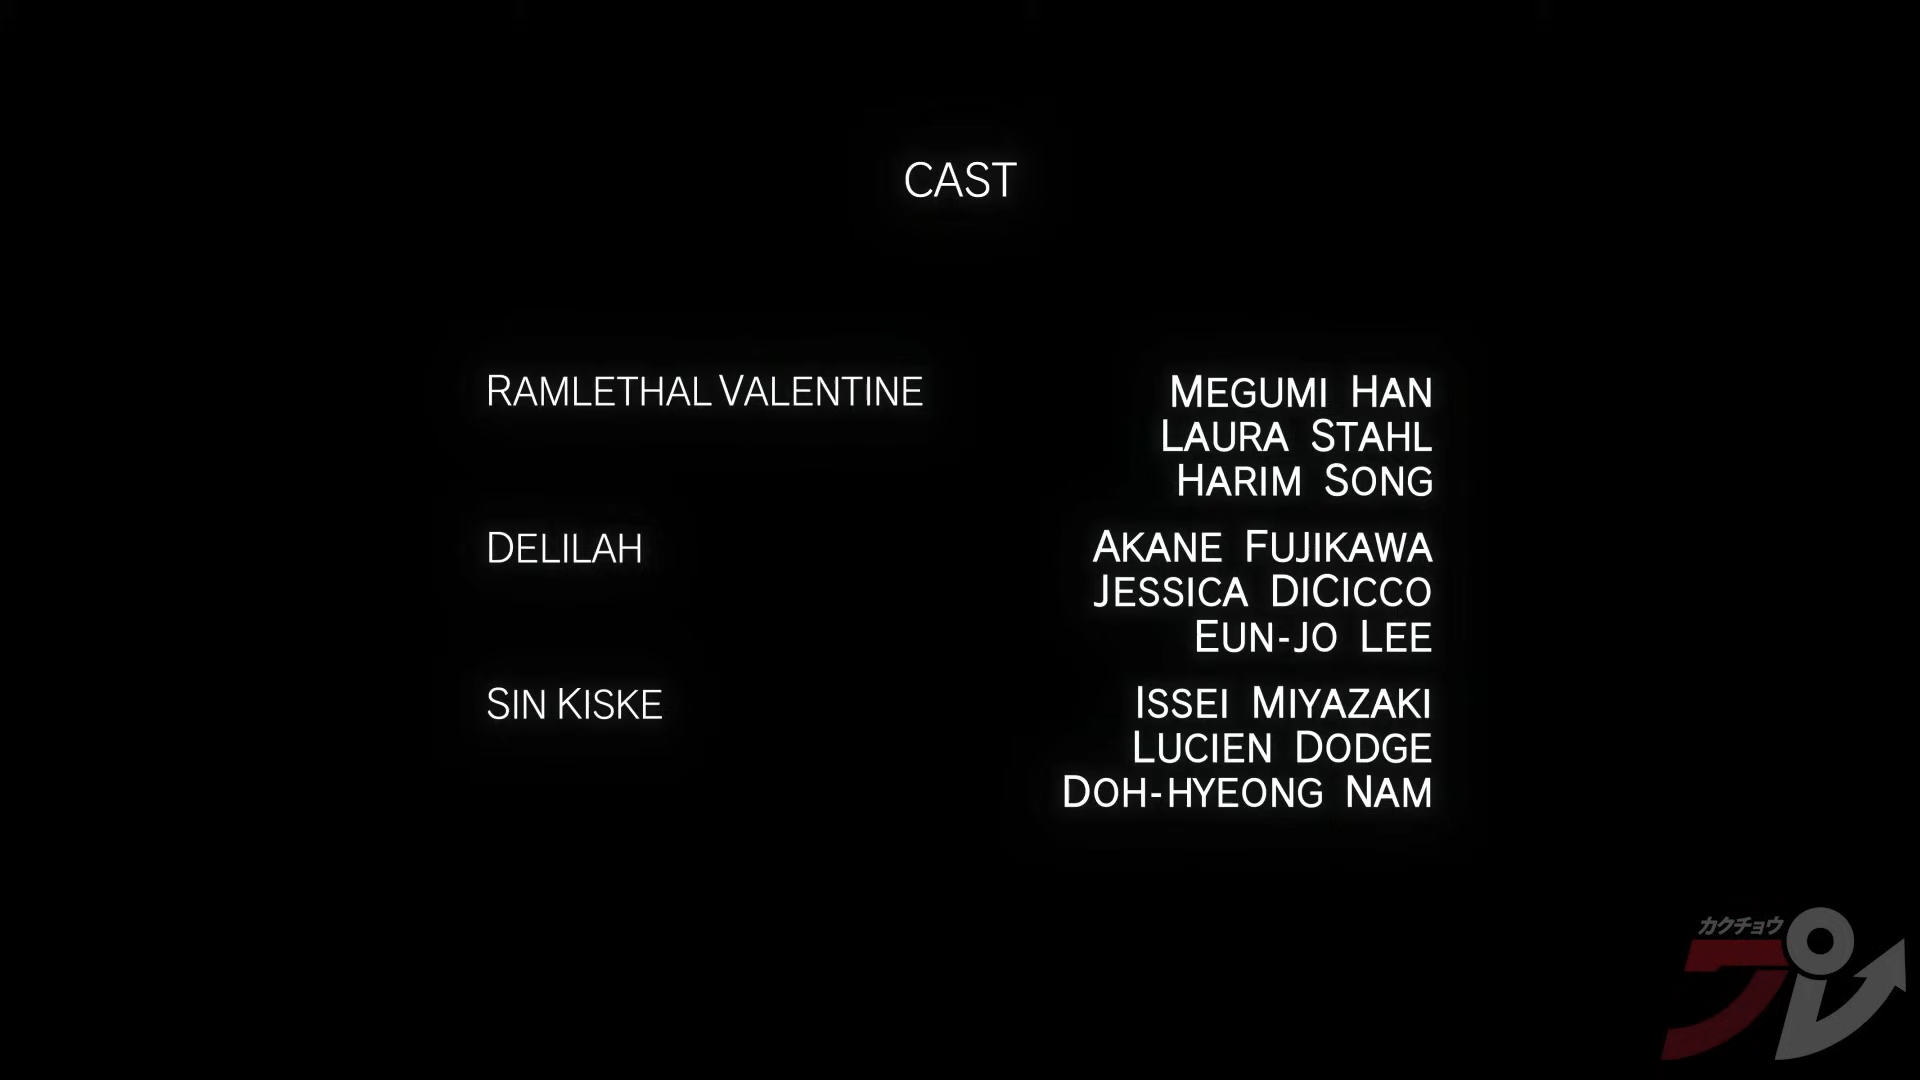 CAST
RAMLETHAL VALENTINE
MEGUMI HAN
LAURA STAHL
HARIM SONG
DELILAH
AKANE FUJIKAWA
JESSICA DICICCO
EUN-JO LEE
SIN KISKE
ISSEI MIYAZAKI
LUCIEN DODGE
DOH-HYEONG NAM
カクチョウ
プレ